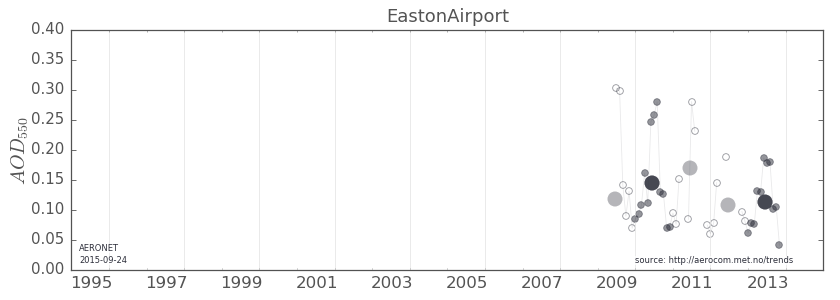 EastonAirport
0.40
0.35
0.30
0.25
0.20
0.15
0.10
0.05
0.00
AOD550
AERONET
2015-09-24
source: http://aerocom.met.no/trends
1995 1997 1999 2001 2003 2005 2007 2009 2011 2013